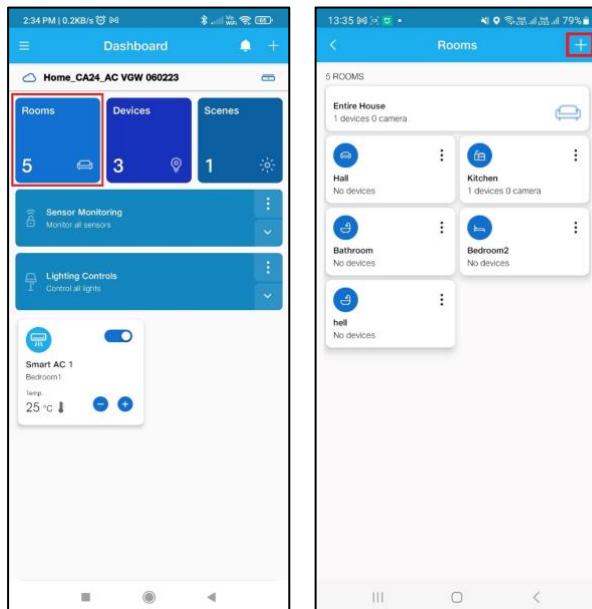 2:34 PM | 0.2KB/s
Dashboard
Home_CA24_AC VGW 060223
Rooms
5
Devices
3
Scenes
1
Sensor Monitoring
Monitor all sensors
Lighting Controls
Control all lights
Smart AC 1
Bedroom1
Temp.
25 °C
13:35
79%
Rooms
5 ROOMS
Entire House
1 devices 0 camera
Hall
No devices
Kitchen
1 devices 0 camera
Bathroom
No devices
Bedroom2
No devices
hell
No devices